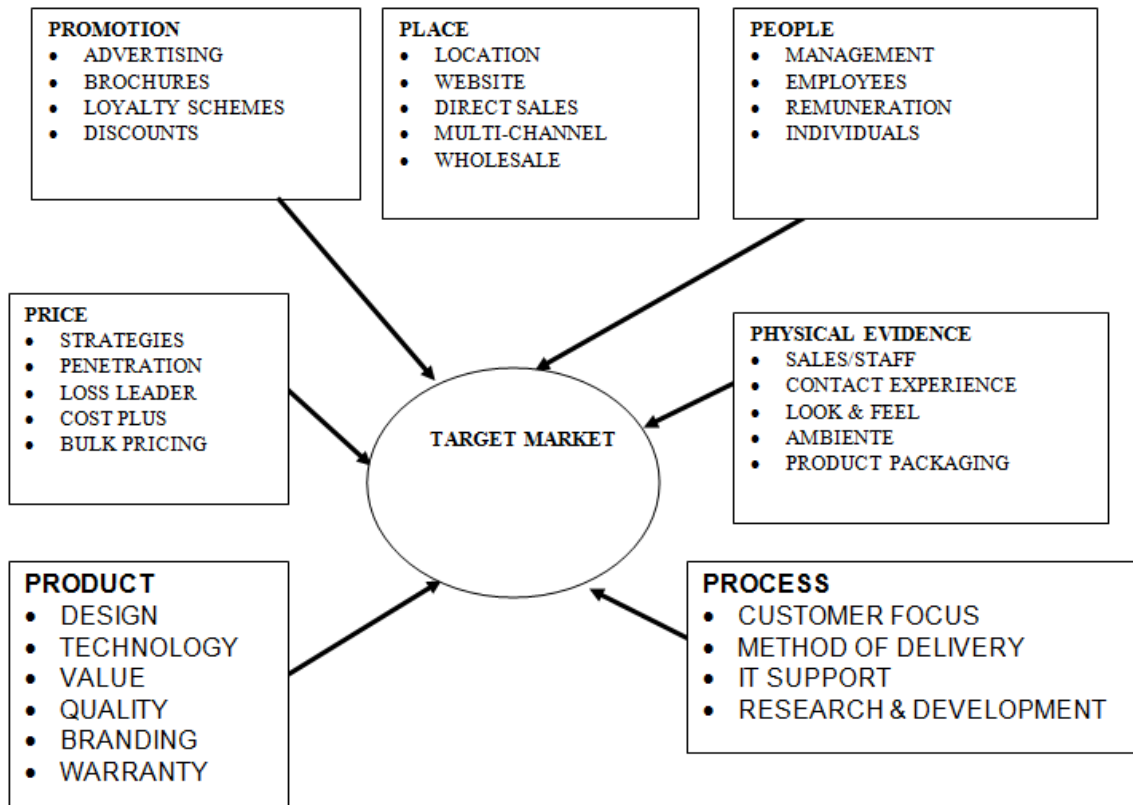 PROMOTION
• ADVERTISING
• BROCHURES
• LOYALTY SCHEMES
• DISCOUNTS
PLACE
• LOCATION
• WEBSITE
• DIRECT SALES
• MULTI-CHANNEL
• WHOLESALE
PEOPLE
• MANAGEMENT
• EMPLOYEES
• REMUNERATION
• INDIVIDUALS
PRICE
• STRATEGIES
• PENETRATION
• LOSS LEADER
• COST PLUS
• BULK PRICING
TARGET MARKET
PHYSICAL EVIDENCE
• SALES/STAFF
• CONTACT EXPERIENCE
• LOOK & FEEL
• AMBIENTE
• PRODUCT PACKAGING
PRODUCT
• DESIGN
• TECHNOLOGY
• VALUE
• QUALITY
• BRANDING
• WARRANTY
PROCESS
• CUSTOMER FOCUS
• METHOD OF DELIVERY
• IT SUPPORT
• RESEARCH & DEVELOPMENT